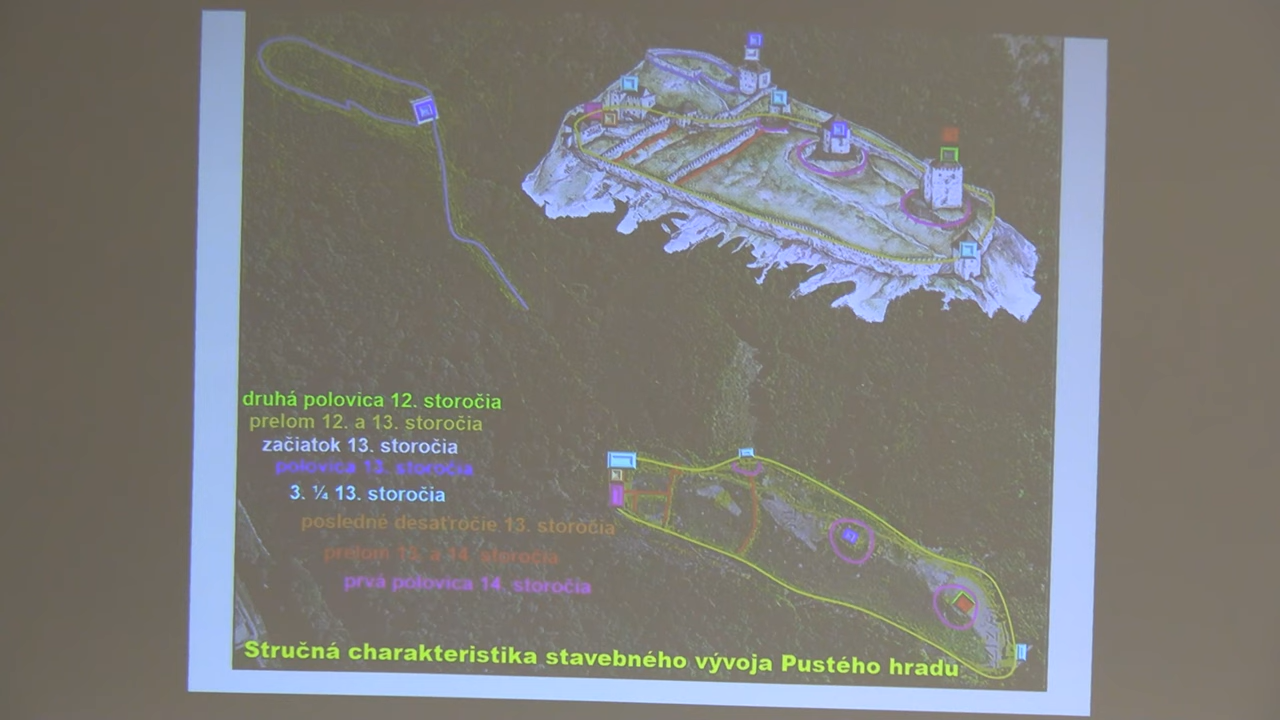 druhá polovica 12. storočia
prelom 12. a 13. storočia
začiatok 13. storočia
polovica 13. storočia
3. ¼ 13. storočia
posledné desaťročie 13. storočia
prelom 13. a 14. storočia
prvá polovica 14. storočia
Stručná charakteristika stavebného vývoja Pustého hradu